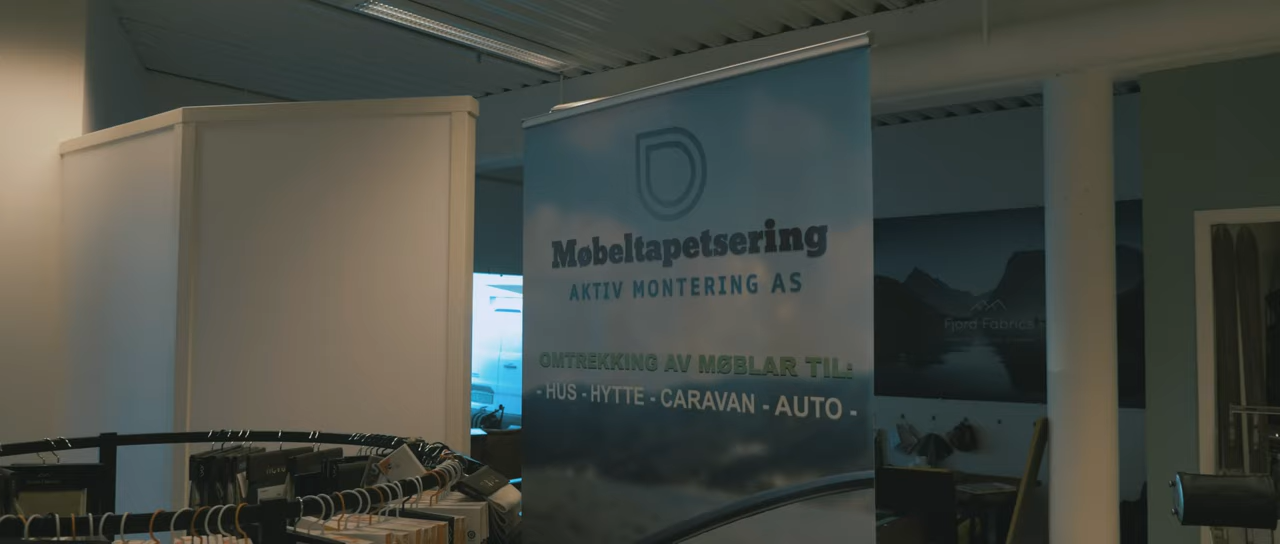 Møbeltapetsering
AKTIV MONTERING AS
OMTREKKING AV MØBLAR TIL:
- HUS - HYTTE - CARAVAN - AUTO -
Fjord Fabrics